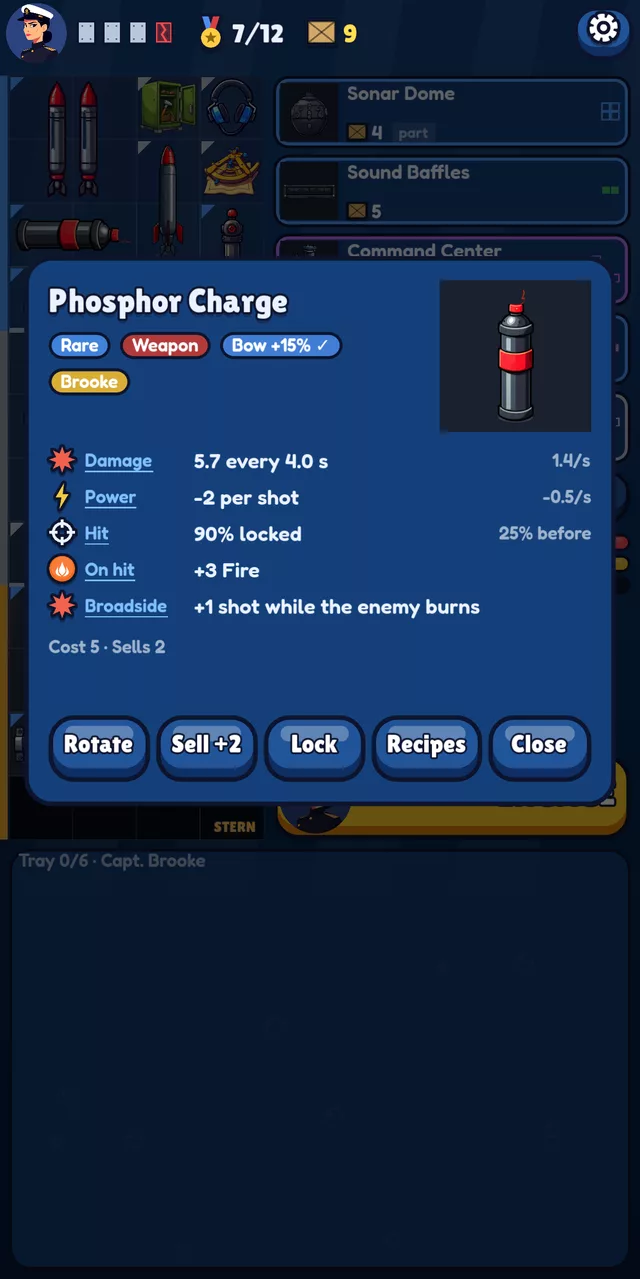 7/12
9
Sonar Dome
4 part
Sound Baffles
5
Command Center
Phosphor Charge
Rare
Weapon
Bow +15% ✓
Brooke
Damage 5.7 every 4.0 s 1.4/s
Power -2 per shot -0.5/s
Hit 90% locked 25% before
On hit +3 Fire
Broadside +1 shot while the enemy burns
Cost 5 · Sells 2
Rotate
Sell +2
Lock
Recipes
Close
STERN
Tray 0/6 · Capt. Brooke